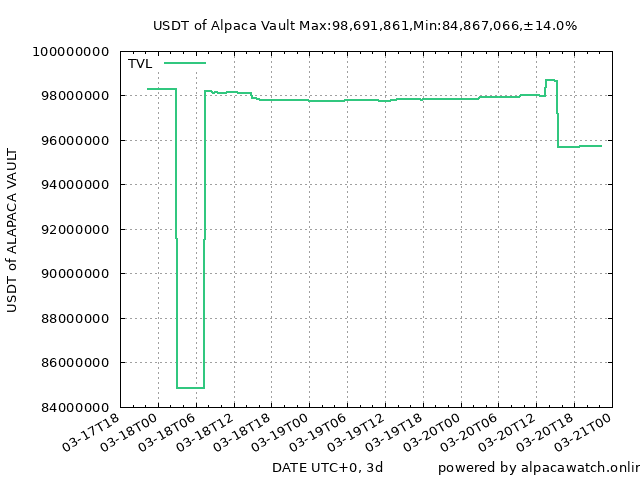 USDT of Alpaca Vault Max:98,691,861,Min:84,867,066,±14.0%
TVL
100000000
98000000
96000000
94000000
92000000
90000000
88000000
86000000
84000000
USDT of ALAPACA VAULT
03-17T18
03-18T00
03-18T06
03-18T12
03-18T18
03-19T00
03-19T06
03-19T12
03-19T18
03-20T00
03-20T06
03-20T12
03-20T18
03-21T00
DATE UTC+0, 3d
powered by alpacawatch.onlin